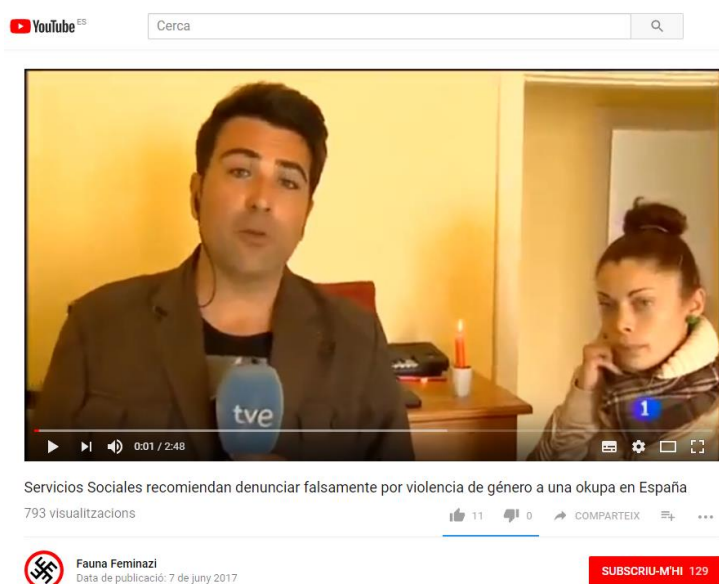 YouTube ES
Cerca
tve
1
0:01 / 2:48
Servicios Sociales recomiendan denunciar falsamente por violencia de género a una okupa en España
793 visualitzacions
11 0 COMPARTEIX
Fauna Feminazi
Data de publicació: 7 de juny 2017
SUBSCRIU-M'HI 129